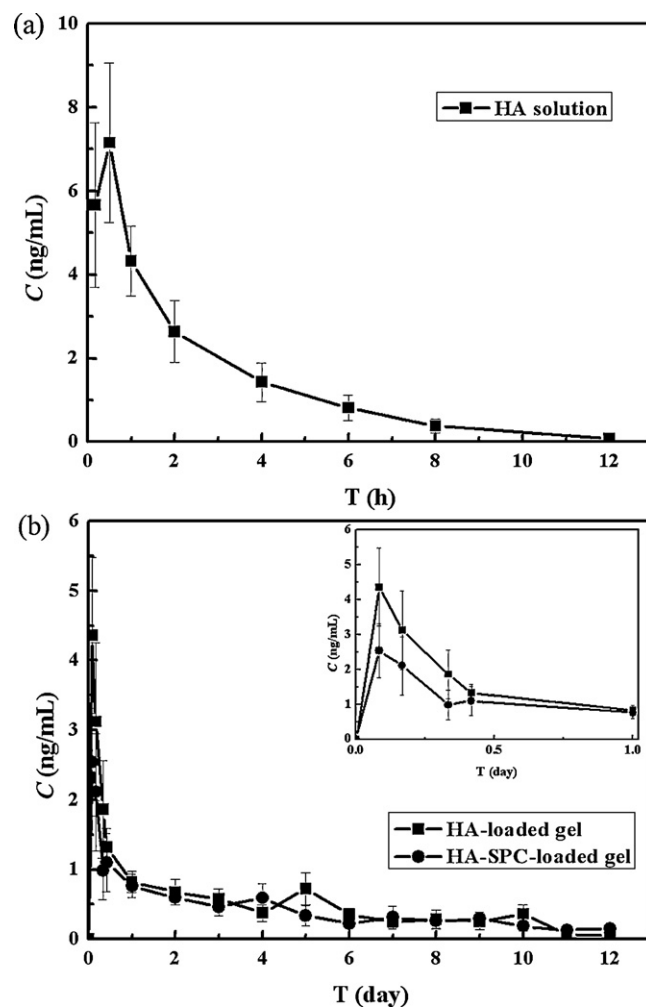 (a)
10
8
6
4
2
0
C (ng/mL)
HA solution
0 2 4 6 8 10 12
T (h)
(b)
6
5
4
3
2
1
0
C (ng/mL)
6
5
4
3
2
1
0
C (ng/mL)
0.0 0.5 1.0
T (day)
HA-loaded gel
HA-SPC-loaded gel
0 2 4 6 8 10 12
T (day)